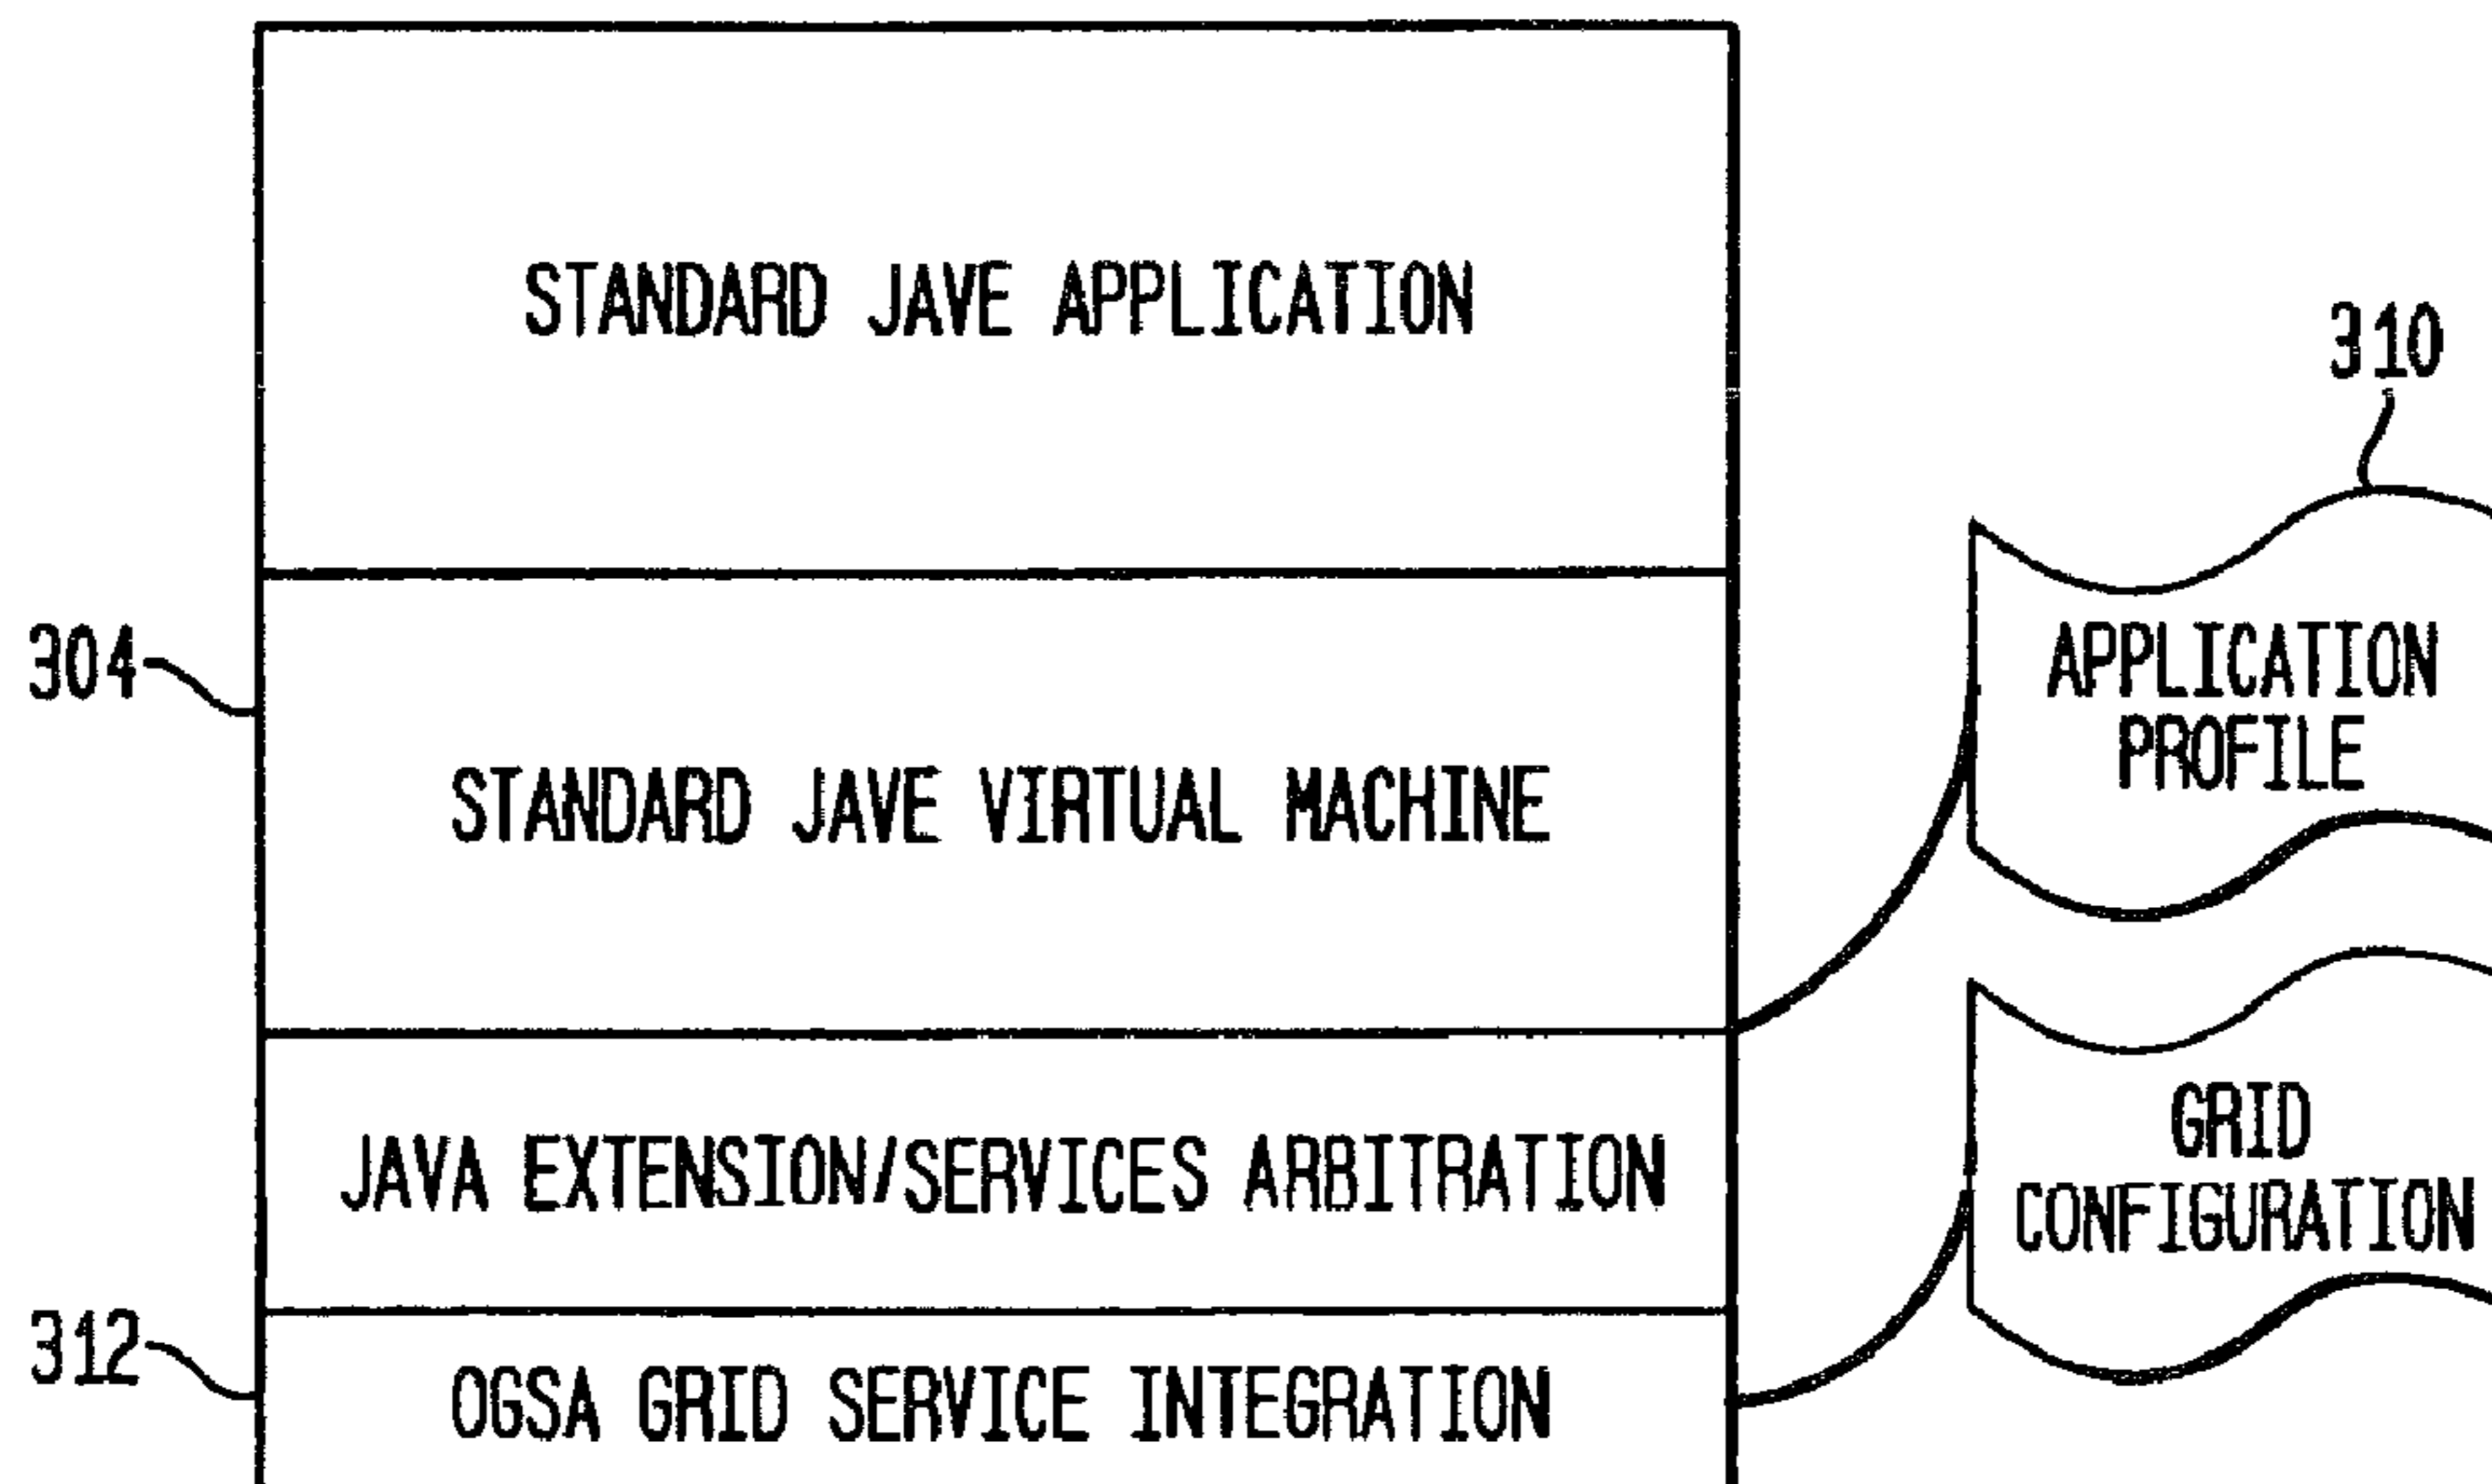 STANDARD JAVE APPLICATION
310
304
STANDARD JAVE VIRTUAL MACHINE
APPLICATION
PROFILE
JAVA EXTENSION/SERVICES ARBITRATION
GRID
CONFIGURATION
312
OGSA GRID SERVICE INTEGRATION